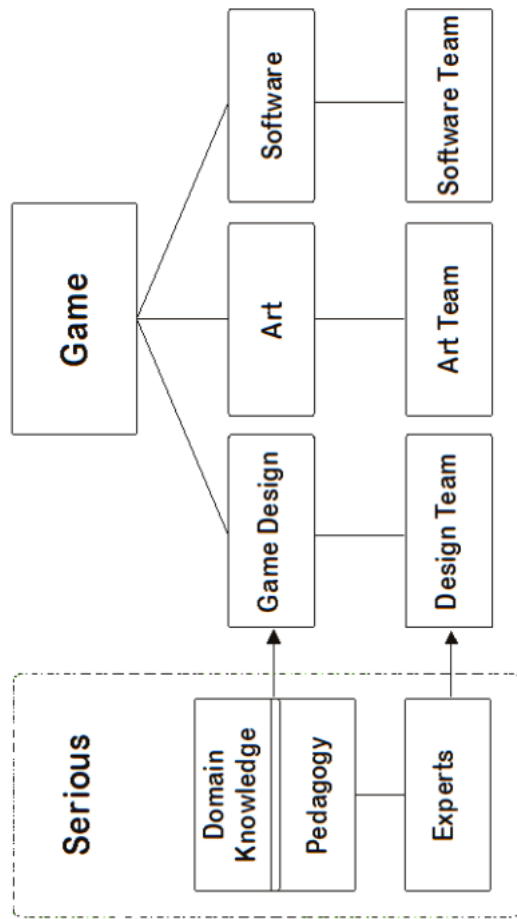 Serious
Game
Domain
Knowledge
Pedagogy
Game Design
Art
Software
Experts
Design Team
Art Team
Software Team